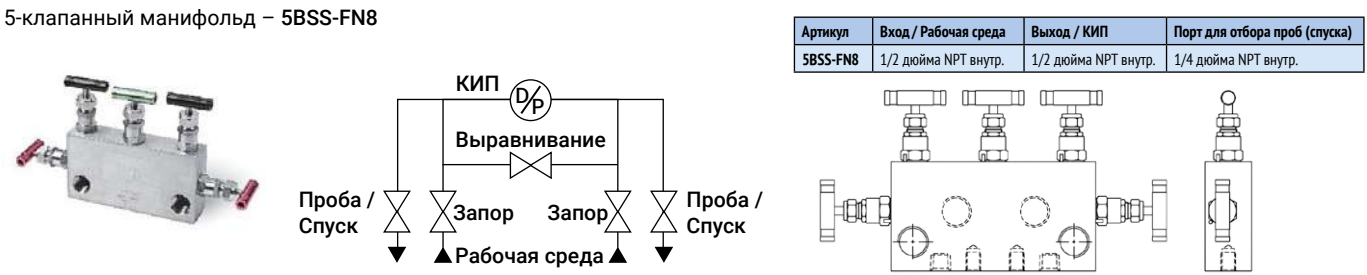 5-клапанный манифольд – 5BSS-FN8
КИП
D/P
Выравнивание
Проба /
Спуск
Запор
Запор
Проба /
Спуск
Рабочая среда
Артикул Вход / Рабочая среда Выход / КИП Порт для отбора проб (спуска)
5BSS-FN8 1/2 дюйма NPT внутр. 1/2 дюйма NPT внутр. 1/4 дюйма NPT внутр.